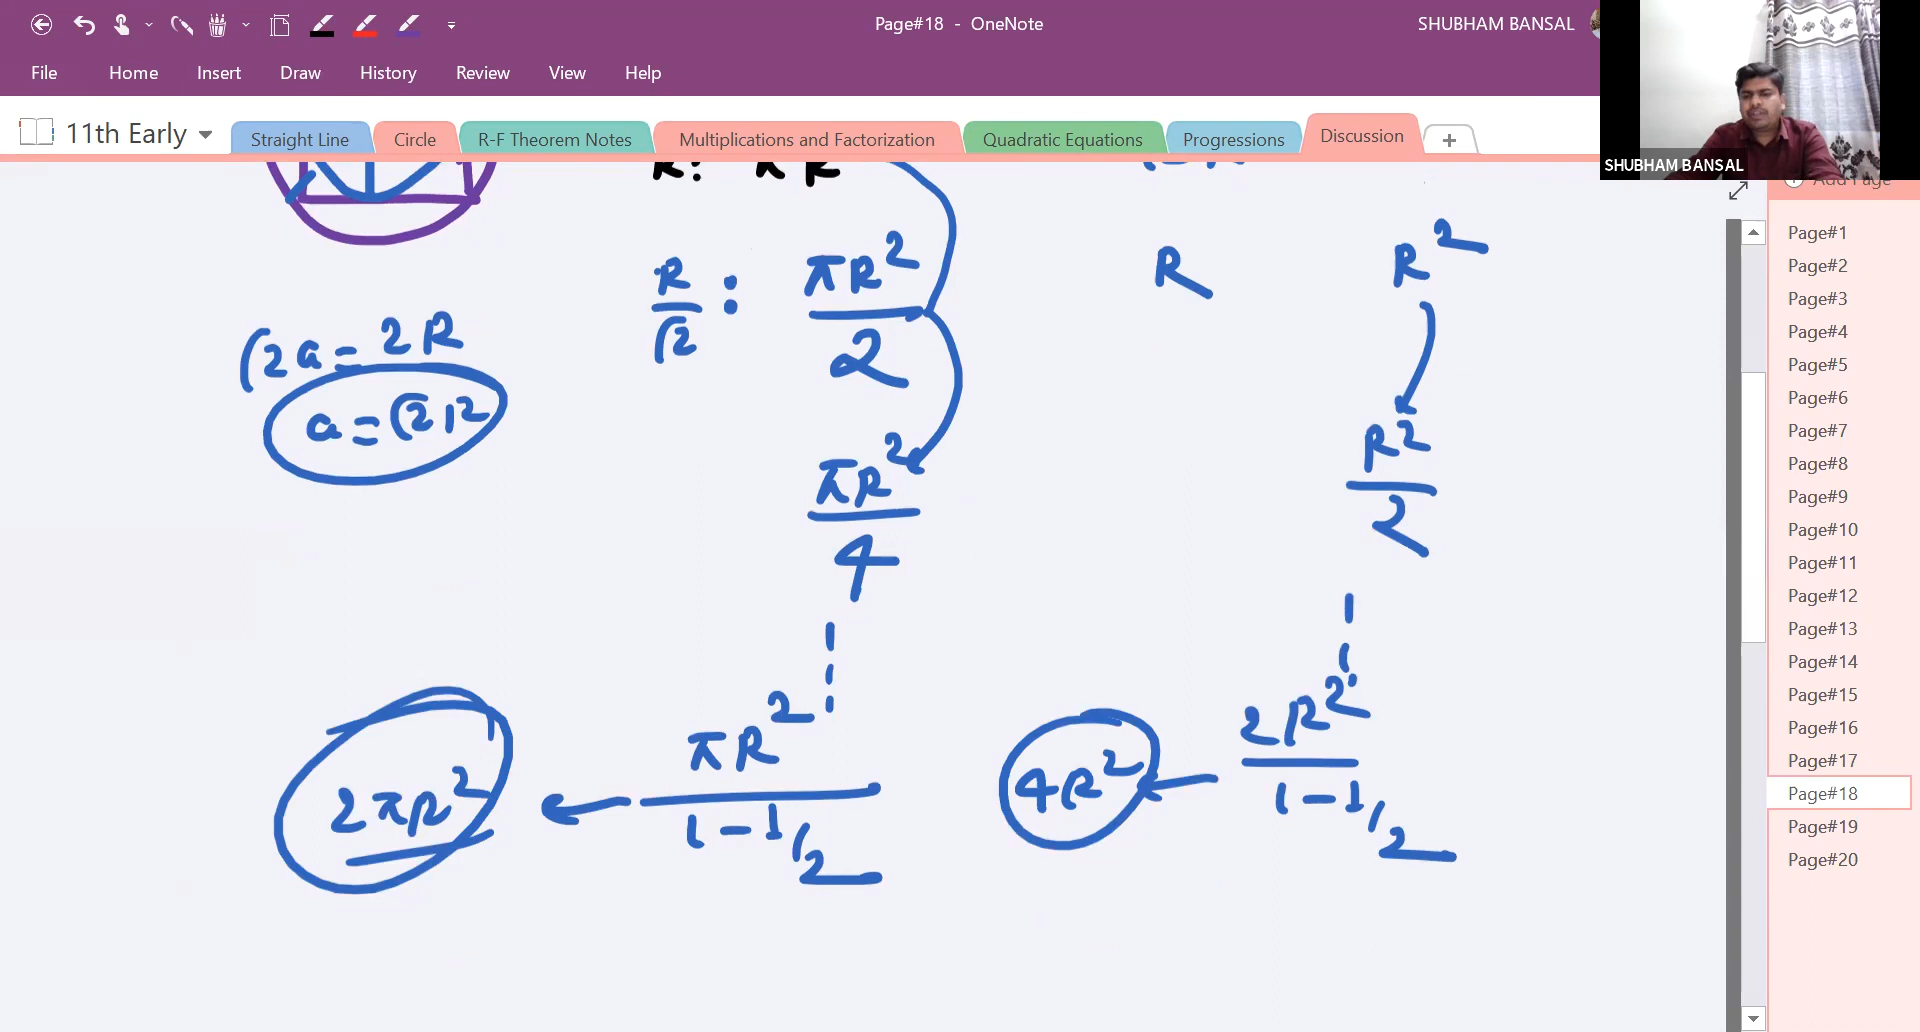 Page#18 - OneNote
SHUBHAM BANSAL
File Home Insert Draw History Review View Help
11th Early
Straight Line Circle R-F Theorem Notes Multiplications and Factorization Quadratic Equations Progressions Discussion +
SHUBHAM BANSAL
Add Page
Page#1
Page#2
Page#3
Page#4
Page#5
Page#6
Page#7
Page#8
Page#9
Page#10
Page#11
Page#12
Page#13
Page#14
Page#15
Page#16
Page#17
Page#18
Page#19
Page#20
R/√2 : πR²/2
R
R²
√2a = 2R
πR²/4
R²/2
πR²/(1-1/2)
2πR²
2R²/(1-1/2)
4R²